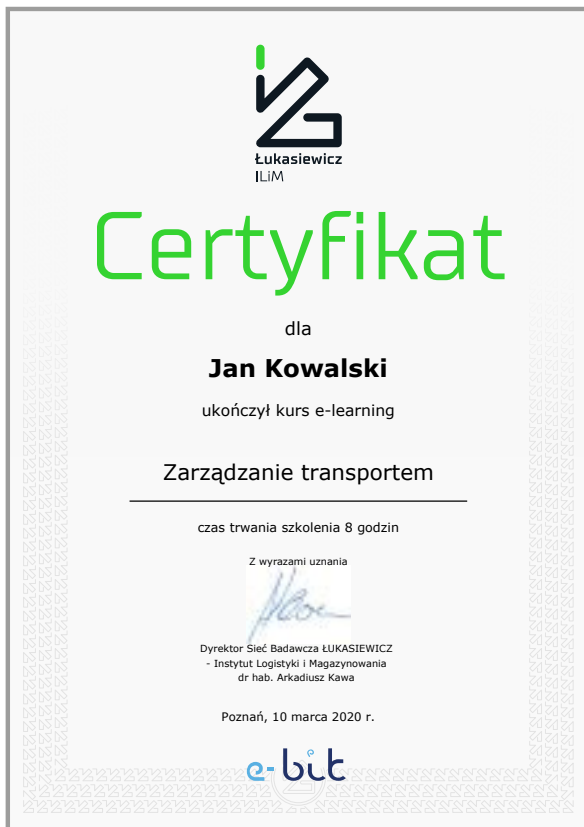 Łukasiewicz
ILiM
Certyfikat
dla
Jan Kowalski
ukończył kurs e-learning
Zarządzanie transportem
czas trwania szkolenia 8 godzin
Z wyrazami uznania
Dyrektor Sieć Badawcza ŁUKASIEWICZ
- Instytut Logistyki i Magazynowania
dr hab. Arkadiusz Kawa
Poznań, 10 marca 2020 r.
e-bit